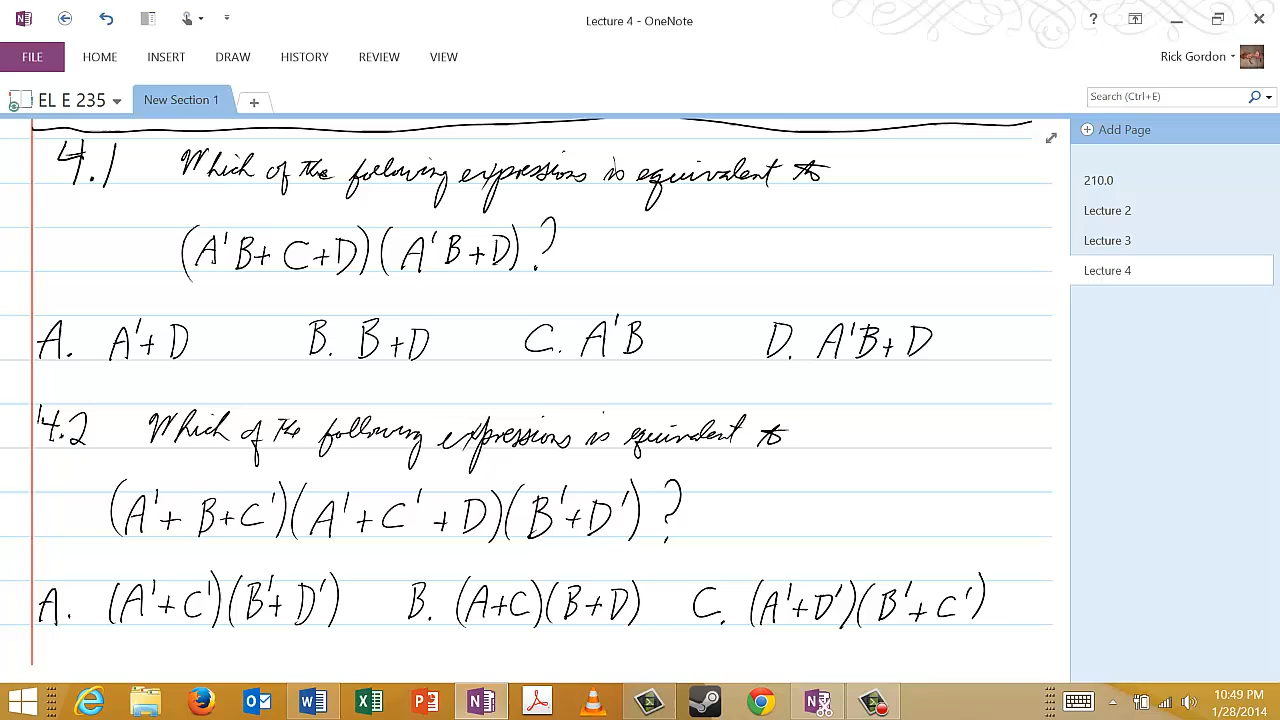 Lecture 4 - OneNote
?
FILE HOME INSERT DRAW HISTORY REVIEW VIEW
Rick Gordon
EL E 235
New Section 1
+
Search (Ctrl+E)
Add Page
210.0
Lecture 2
Lecture 3
Lecture 4
4.1 Which of the following expressions is equivalent to
(A'B+C+D)(A'B+D)?
A. A'+D B. B+D C. A'B D. A'B+D
4.2 Which of the following expressions is equivalent to
(A'+B+C')(A'+C'+D)(B'+D')?
A. (A'+C')(B'+D') B. (A+C)(B+D) C. (A'+D')(B'+C')
10:49 PM
1/28/2014